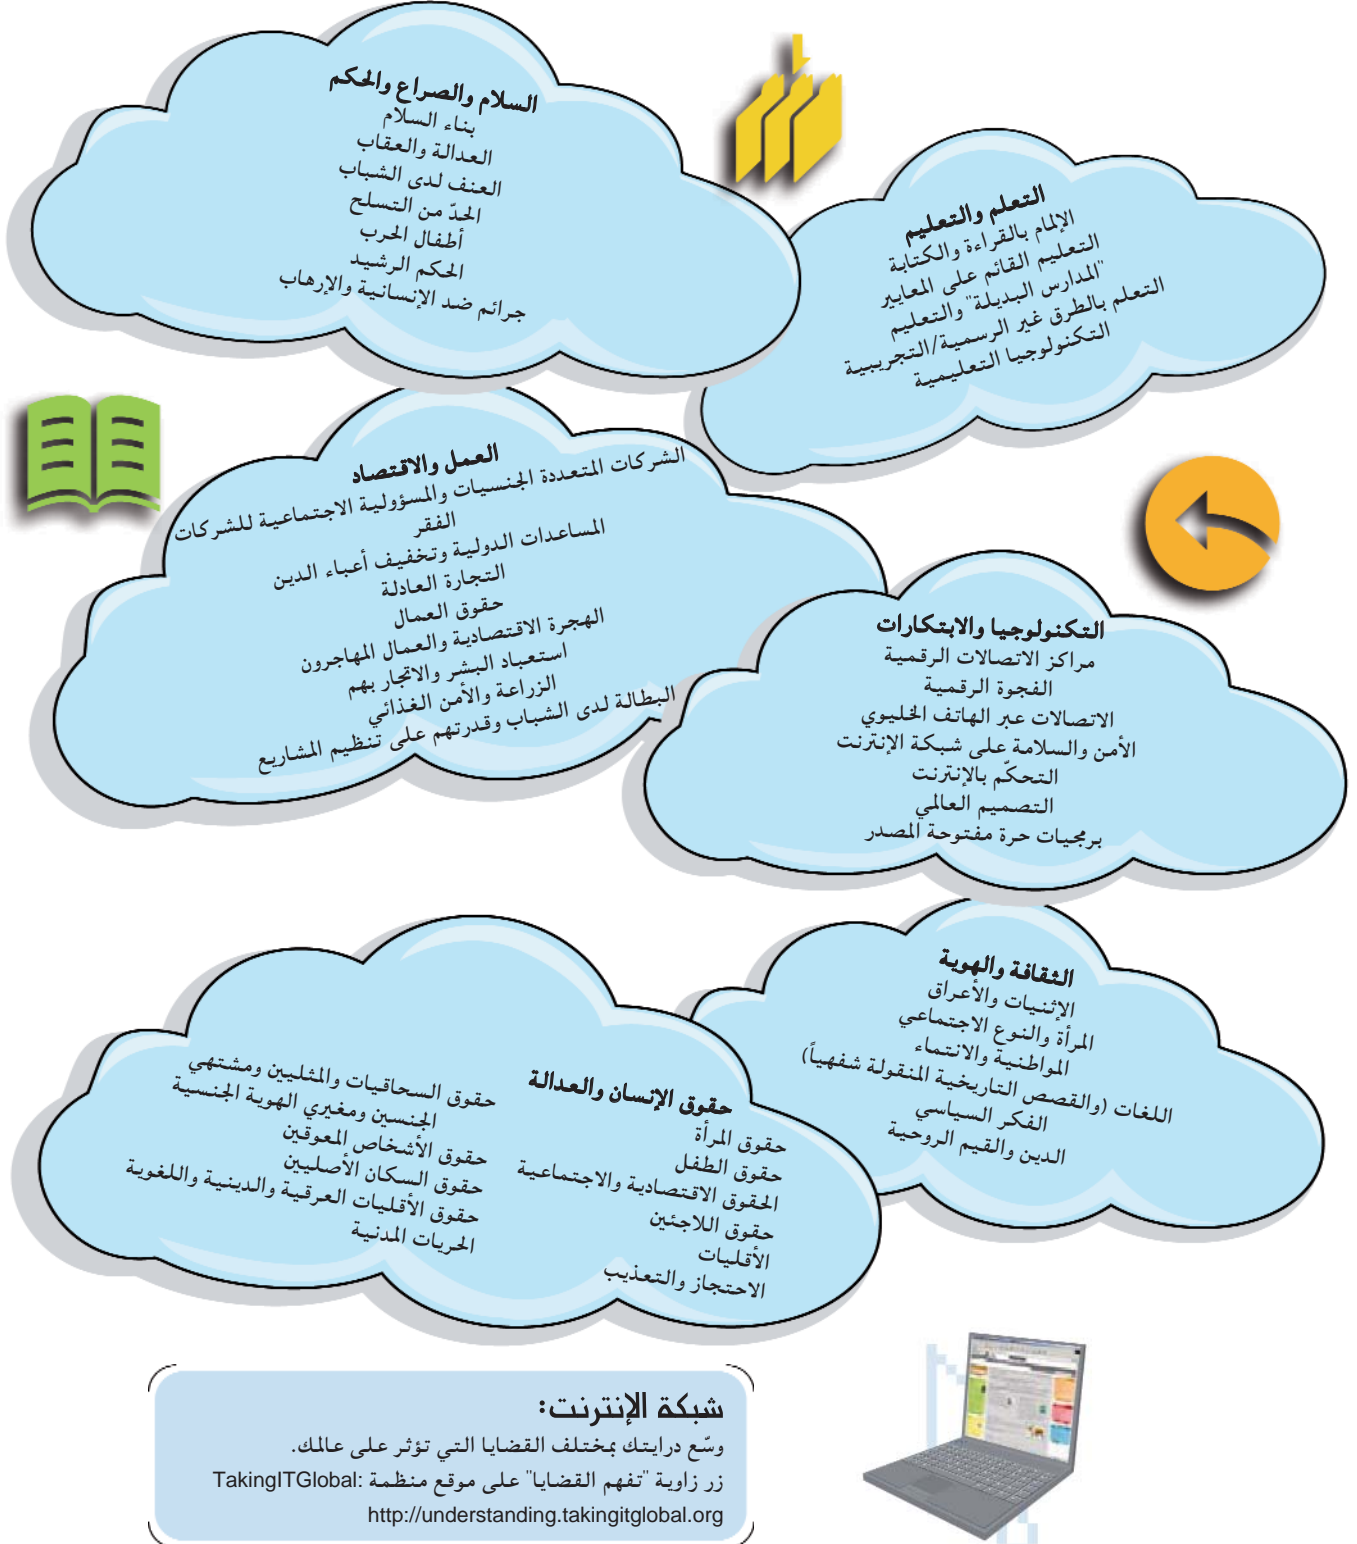 السلام والصراع والحكم
بناء السلام
العدالة والعقاب
العنف لدى الشباب
الحدّ من التسلح
أطفال الحرب
الحكم الرشيد
جرائم ضد الإنسانية والإرهاب
التعلم والتعليم
الإلمام بالقراءة والكتابة
التعليم القائم على المعايير
"المدارس البديلة" والتعليم
التعلم بالطرق غير الرسمية/التجريبية
التكنولوجيا التعليمية
العمل والاقتصاد
الشركات المتعددة الجنسيات والمسؤولية الاجتماعية للشركات
الفقر
المساعدات الدولية وتخفيف أعباء الدين
التجارة العادلة
حقوق العمال
الهجرة الاقتصادية والعمال المهاجرون
استعباد البشر والاتجار بهم
الزراعة والأمن الغذائي
البطالة لدى الشباب وقدرتهم على تنظيم المشاريع
التكنولوجيا والابتكارات
مراكز الاتصالات الرقمية
الفجوة الرقمية
الاتصالات عبر الهاتف الخليوي
الأمن والسلامة على شبكة الإنترنت
التحكّم بالإنترنت
التصميم العالمي
برمجيات حرة مفتوحة المصدر
الثقافة والهوية
الإثنيات والأعراق
المرأة والنوع الاجتماعي
المواطنية والانتماء
اللغات (والقصص التاريخية المنقولة شفهياً)
الفكر السياسي
الدين والقيم الروحية
حقوق الإنسان والعدالة
حقوق المرأة
حقوق الطفل
الحقوق الاقتصادية والاجتماعية
حقوق اللاجئين
الأقليات
الاحتجاز والتعذيب
حقوق السحاقيات والمثليين ومشتهي
الجنسين ومغيري الهوية الجنسية
حقوق الأشخاص المعوقين
حقوق السكان الأصليين
حقوق الأقليات العرقية والدينية واللغوية
الحريات المدنية
شبكة الإنترنت:
وسّع درايتك بمختلف القضايا التي تؤثر على عالمك.
زر زاوية "تفهم القضايا" على موقع منظمة TakingITGlobal:
http://understanding.takingitglobal.org